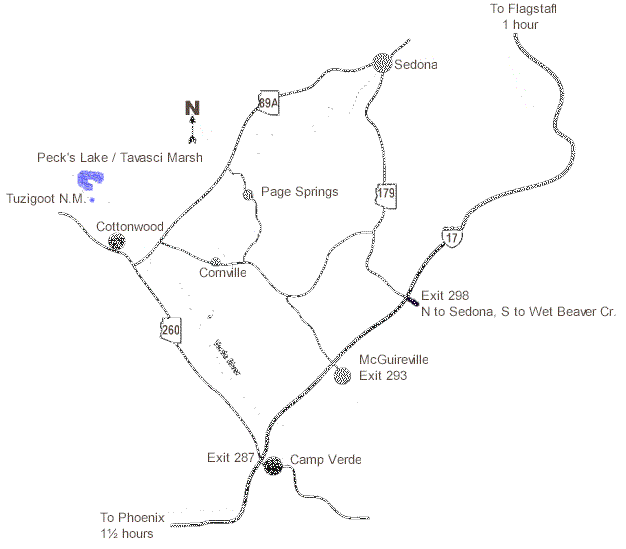 To Flagstaff
1 hour
Sedona
89A
N
Peck's Lake / Tavasci Marsh
Page Springs
179
Tuzigoot N.M.
Cottonwood
17
Cornville
Exit 298
N to Sedona, S to Wet Beaver Cr.
260
Verde River
McGuireville
Exit 293
Exit 287
Camp Verde
To Phoenix
1½ hours